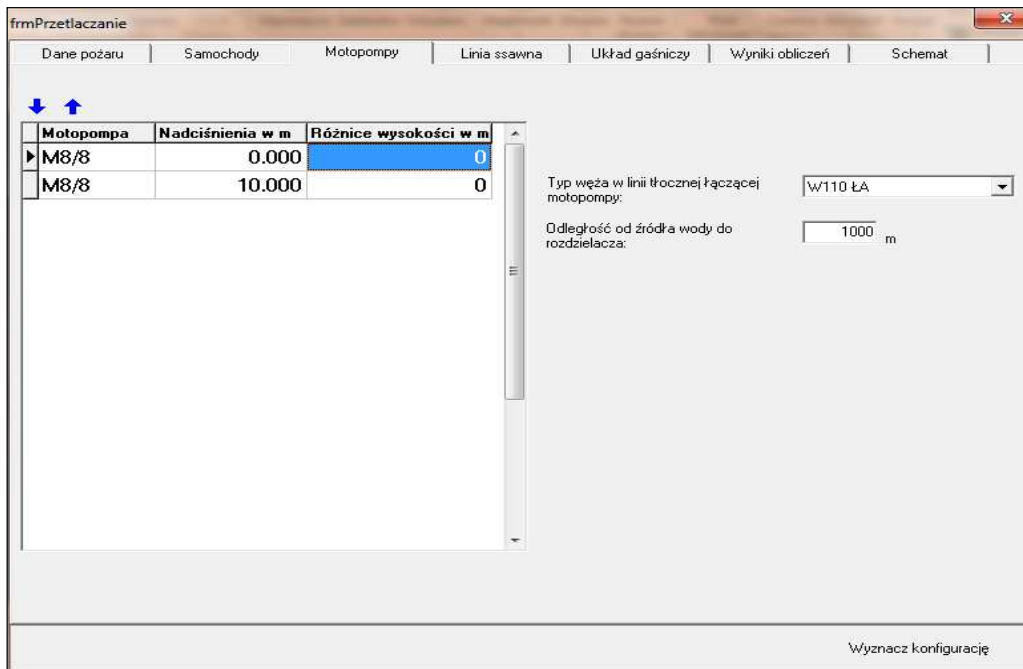 frmPrzetlaczanie
Dane pożaru
Samochody
Motopompy
Linia ssawna
Układ gaśniczy
Wyniki obliczeń
Schemat
Motopompa Nadciśnienia w m Różnice wysokości w m
M8/8 0.000 0
M8/8 10.000 0
Typ węża w linii tłocznej łączącej
motopompy:
W110 ŁA
Odległość od źródła wody do
rozdzielacza:
1000 m
Wyznacz konfigurację